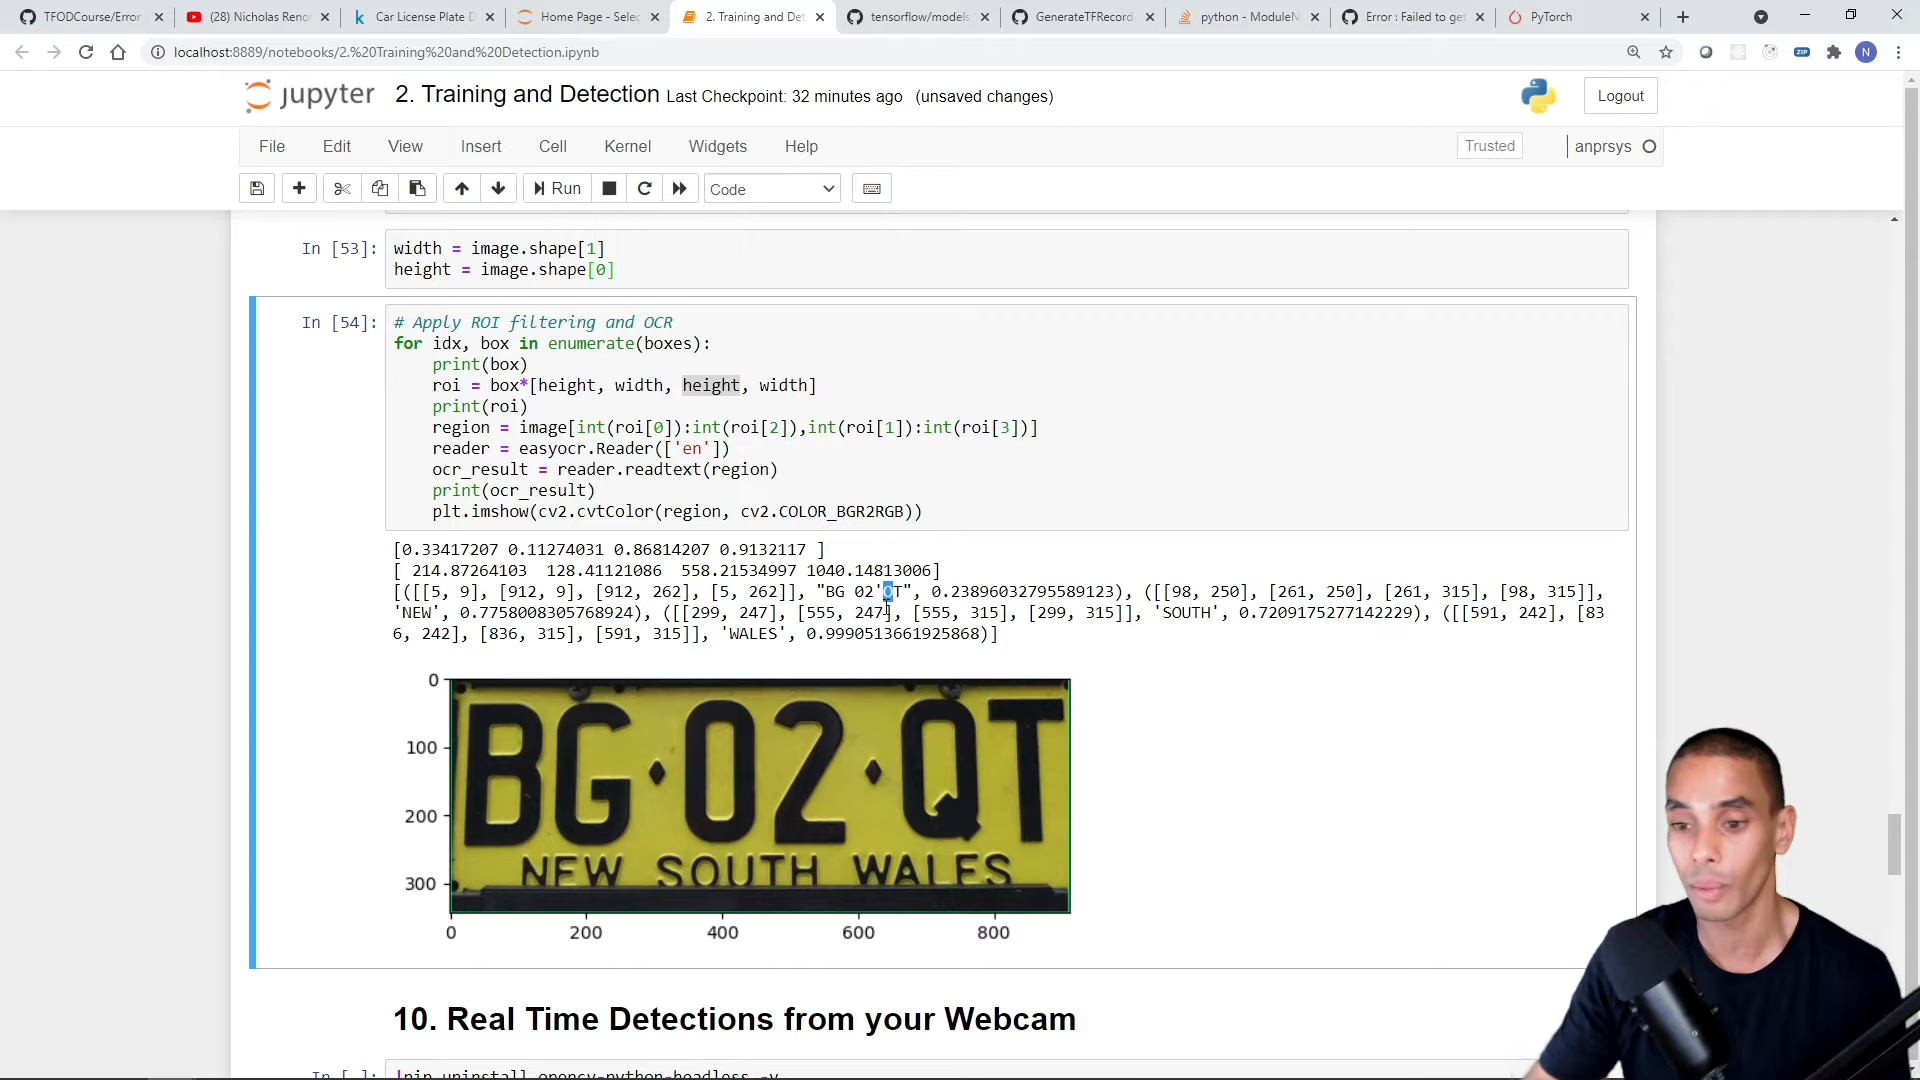 TFODCourse/Error
(28) Nicholas Reno
Car License Plate D
Home Page - Selec
2. Training and Det
tensorflow/models
GenerateTFRecord
python - ModuleN
Error : Failed to get
PyTorch
localhost:8889/notebooks/2.%20Training%20and%20Detection.ipynb
ZIP
N
jupyter 2. Training and Detection Last Checkpoint: 32 minutes ago (unsaved changes)
Logout
File Edit View Insert Cell Kernel Widgets Help
Trusted
anprsys
Run
Code
In [53]:
width = image.shape[1]
height = image.shape[0]
In [54]:
# Apply ROI filtering and OCR
for idx, box in enumerate(boxes):
print(box)
roi = box*[height, width, height, width]
print(roi)
region = image[int(roi[0]):int(roi[2]),int(roi[1]):int(roi[3])]
reader = easyocr.Reader(['en'])
ocr_result = reader.readtext(region)
print(ocr_result)
plt.imshow(cv2.cvtColor(region, cv2.COLOR_BGR2RGB))
[0.33417207 0.11274031 0.86814207 0.9132117 ]
[ 214.87264103 128.41121086 558.21534997 1040.14813006]
[([[5, 9], [912, 9], [912, 262], [5, 262]], "BG 02'0T", 0.23896032795589123), ([[98, 250], [261, 250], [261, 315], [98, 315]],
'NEW', 0.7758008305768924), ([[299, 247], [555, 247], [555, 315], [299, 315]], 'SOUTH', 0.7209175277142229), ([[591, 242], [83
6, 242], [836, 315], [591, 315]], 'WALES', 0.9990513661925868)]
0
100
200
300
BG·02·QT
NEW SOUTH WALES
0 200 400 600 800
10. Real Time Detections from your Webcam
In [ ]:
!pip uninstall opencv-python-headless -y